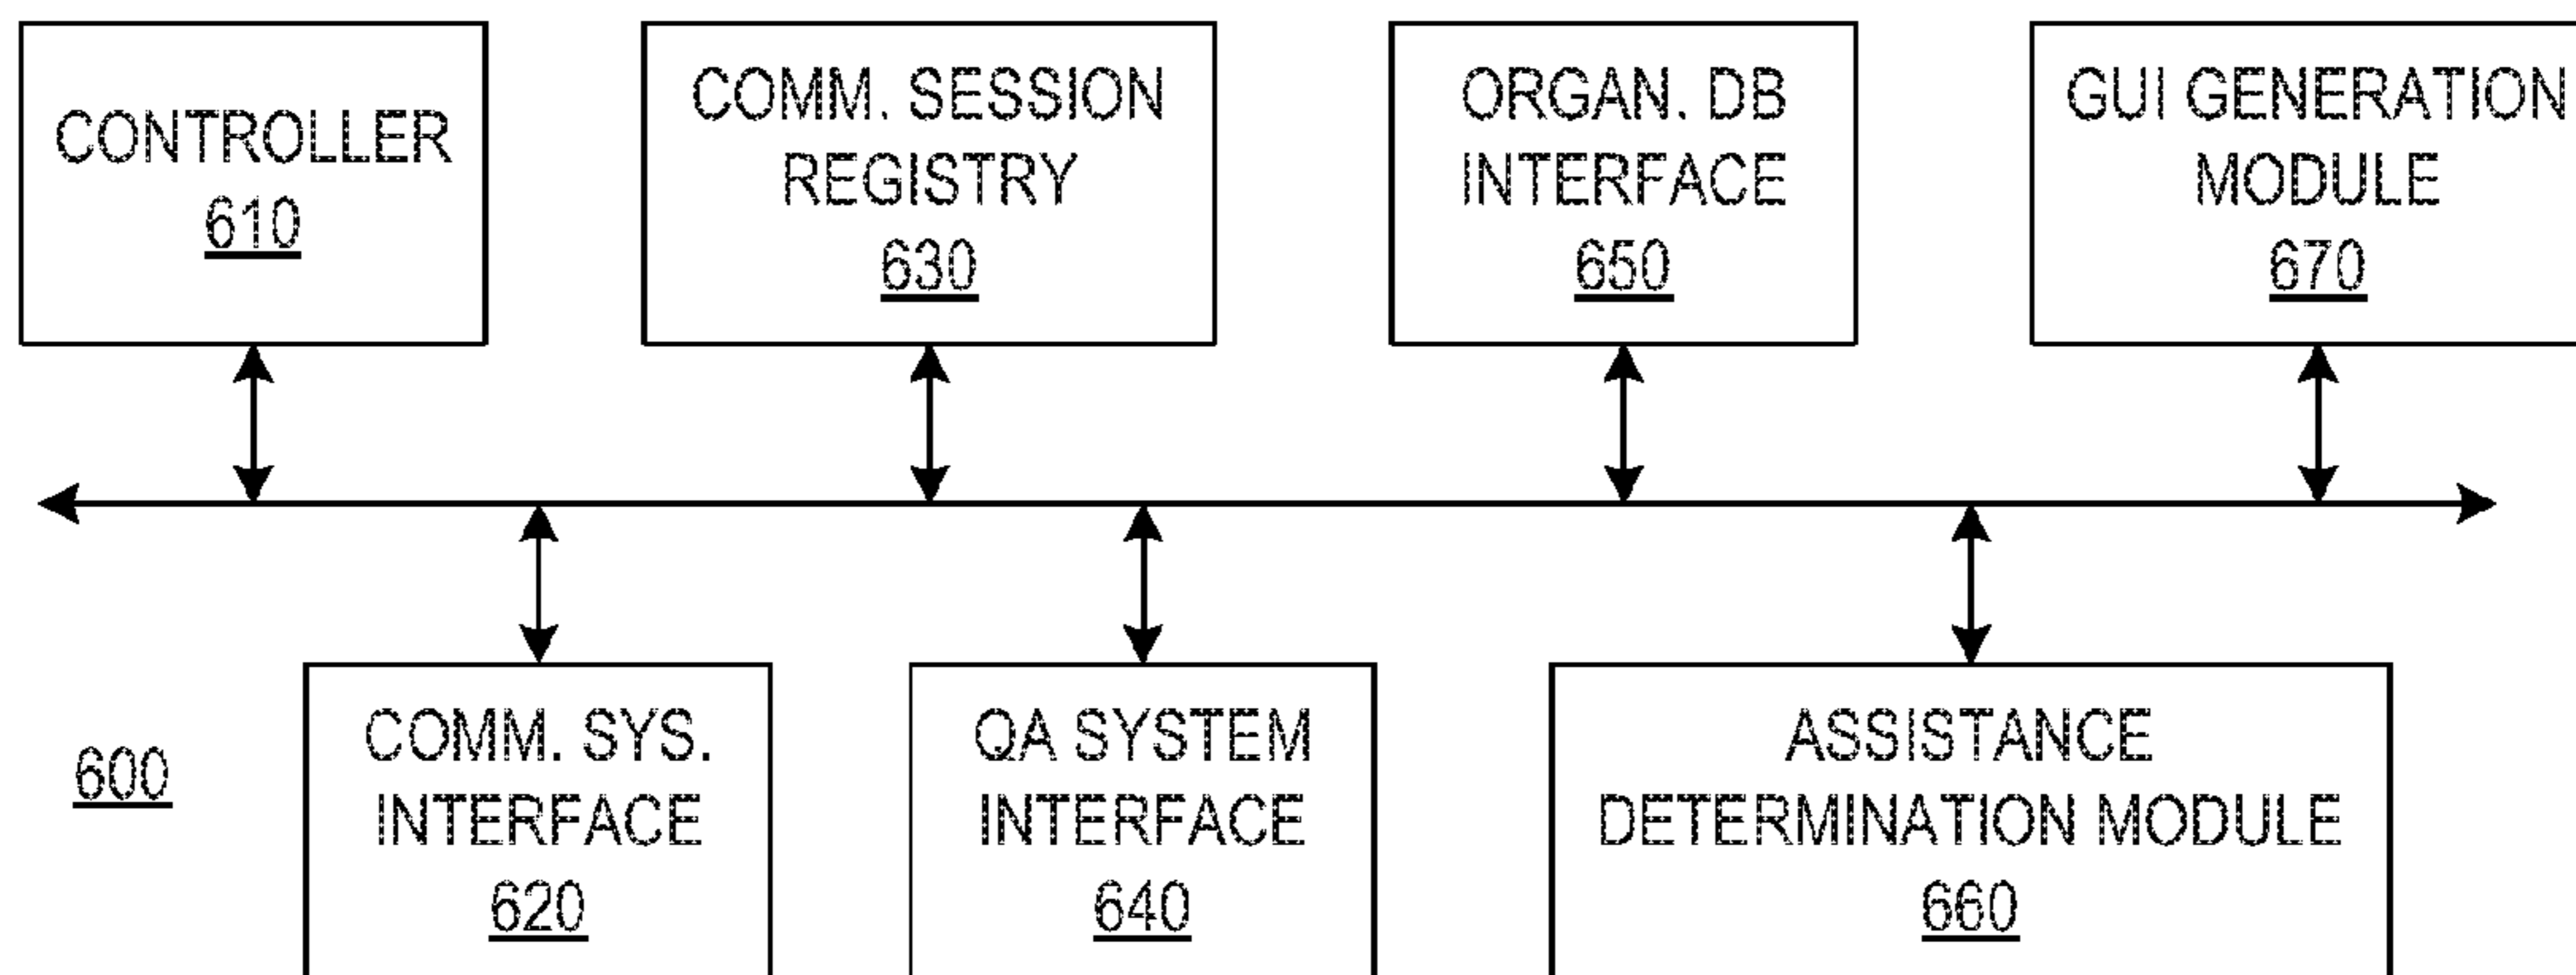 CONTROLLER
610
COMM. SESSION
REGISTRY
630
ORGAN. DB
INTERFACE
650
GUI GENERATION
MODULE
670
600
COMM. SYS.
INTERFACE
620
QA SYSTEM
INTERFACE
640
ASSISTANCE
DETERMINATION MODULE
660